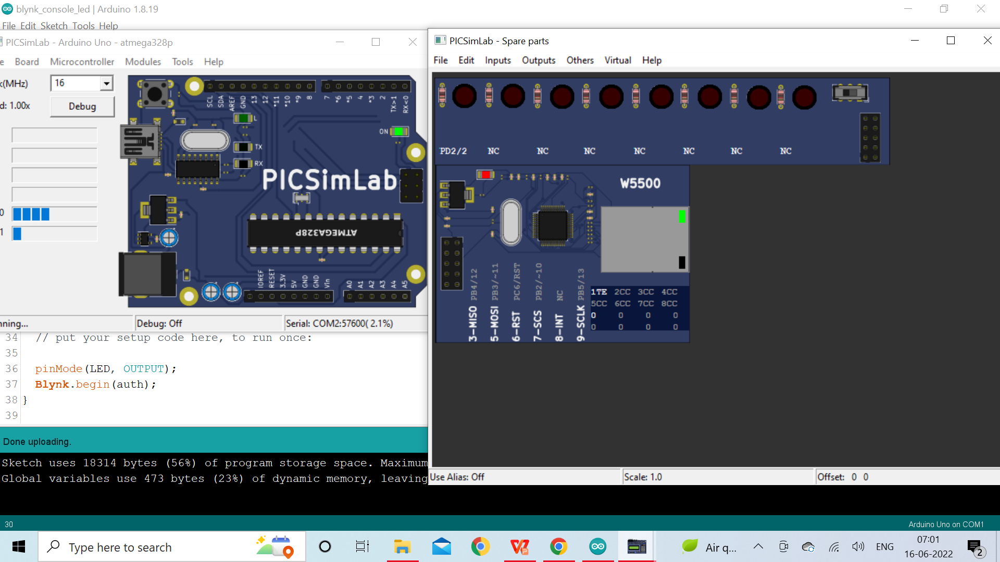 blynk_console_led | Arduino 1.8.19
File Edit Sketch Tools Help
PICSimLab - Arduino Uno - atmega328p
e Board Microcontroller Modules Tools Help
(MHz) 16
d: 1.00x Debug
0
1
SCL SDA AREF GND 13 12 *11 *10 *9 8 7 *6 *5 4 *3 2 TX>1 RX<0
L
ON
TX
RX
PICSimLab
ATMEGA328P
IOREF RESET 3.3V 5V GND GND Vin A0 A1 A2 A3 A4 A5
nning... Debug: Off Serial: COM2:57600( 2.1%)
34 // put your setup code here, to run once:
35
36 pinMode(LED, OUTPUT);
37 Blynk.begin(auth);
38 }
39
Done uploading.
Sketch uses 18314 bytes (56%) of program storage space. Maximum
Global variables use 473 bytes (23%) of dynamic memory, leaving
PICSimLab - Spare parts
File Edit Inputs Outputs Others Virtual Help
PD2/2 NC NC NC NC NC NC NC
W5500
3-MISO PB4/12
5-MOSI PB3/~11
6-RST PC6/RST
7-SCS PB2/~10
8-INT NC
9-SCLK PB5/13
1TE 2CC 3CC 4CC
5CC 6CC 7CC 8CC
0 0 0 0
0 0 0 0
Use Alias: Off Scale: 1.0 Offset: 0 0
30 Arduino Uno on COM1
Type here to search
Air q...
ENG
07:01
16-06-2022
2